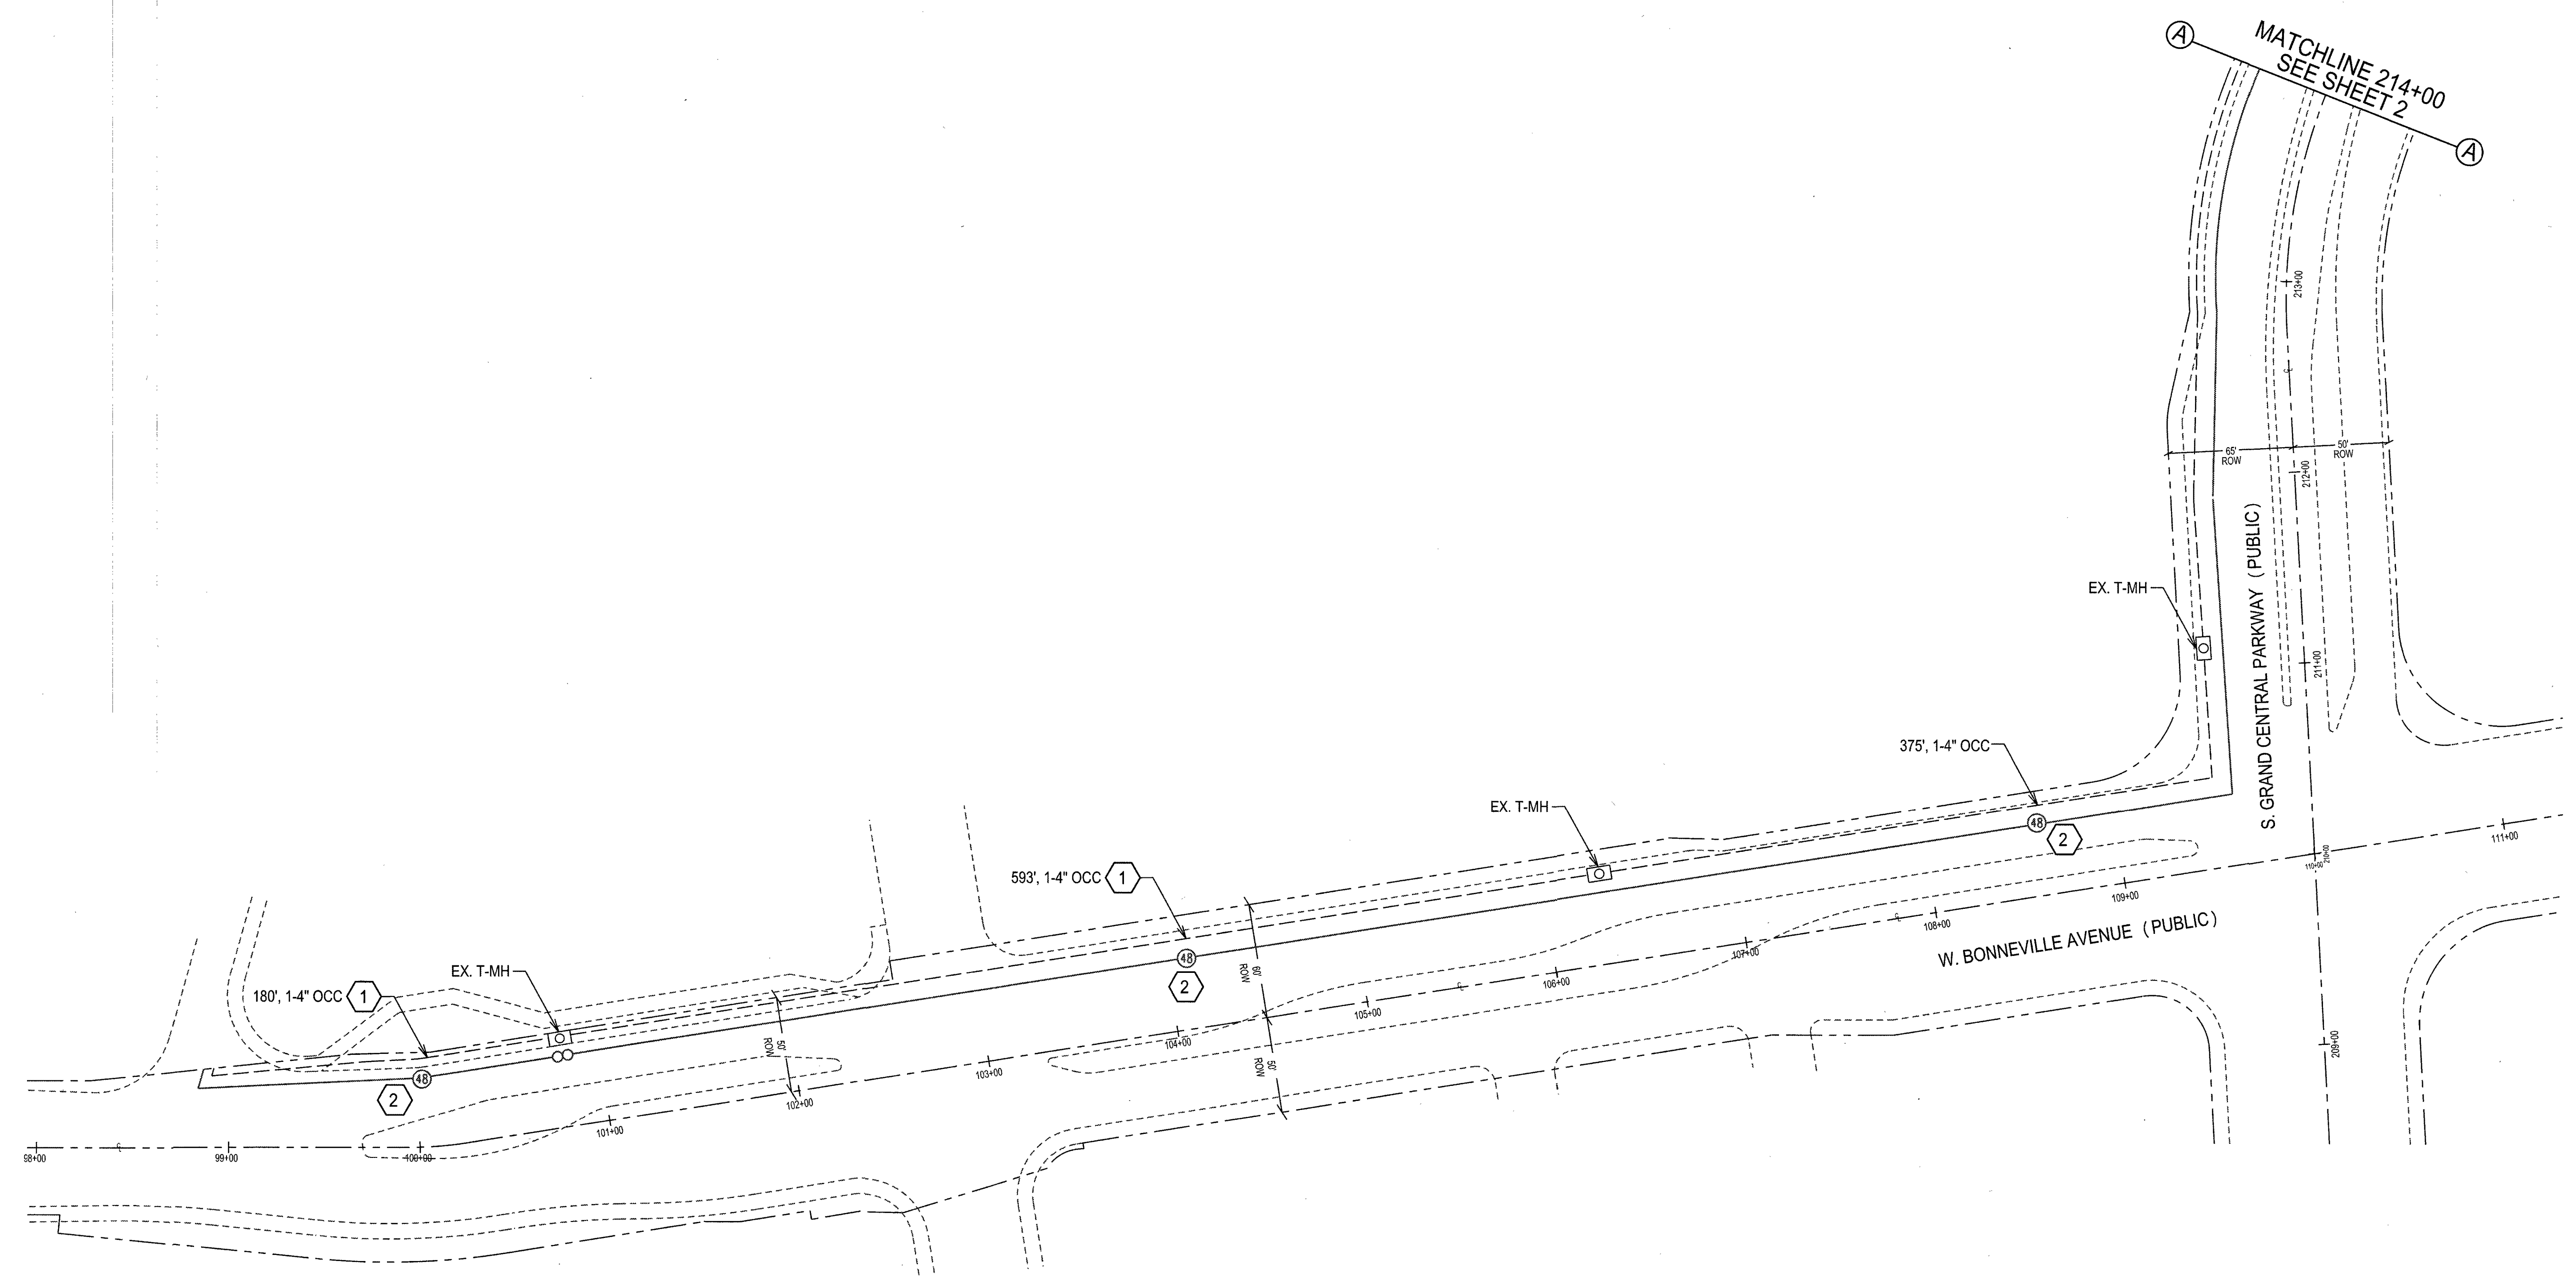 A
MATCHLINE 214+00
SEE SHEET 2
A
213+00
℄
65'
ROW
50'
ROW
212+00
S. GRAND CENTRAL PARKWAY (PUBLIC)
EX. T-MH
211+00
375', 1-4" OCC
48
2
EX. T-MH
110+00
210+00
111+00
593', 1-4" OCC
1
48
2
109+00
℄
108+00
W. BONNEVILLE AVENUE (PUBLIC)
107+00
60'
ROW
EX. T-MH
180', 1-4" OCC
1
48
2
106+00
℄
105+00
104+00
50'
ROW
50'
ROW
103+00
102+00
101+00
100+00
99+00
℄
98+00
209+00